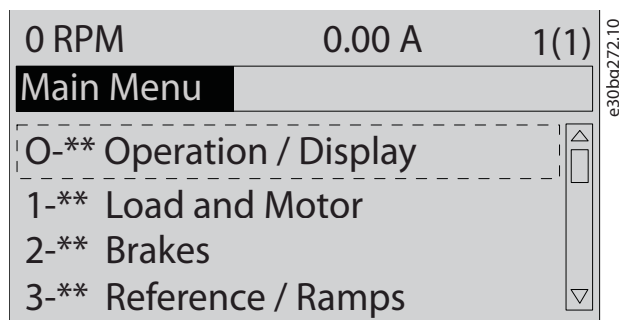 0 RPM 0.00 A 1(1)
Main Menu
O-** Operation / Display
1-** Load and Motor
2-** Brakes
3-** Reference / Ramps
e30bg272.10